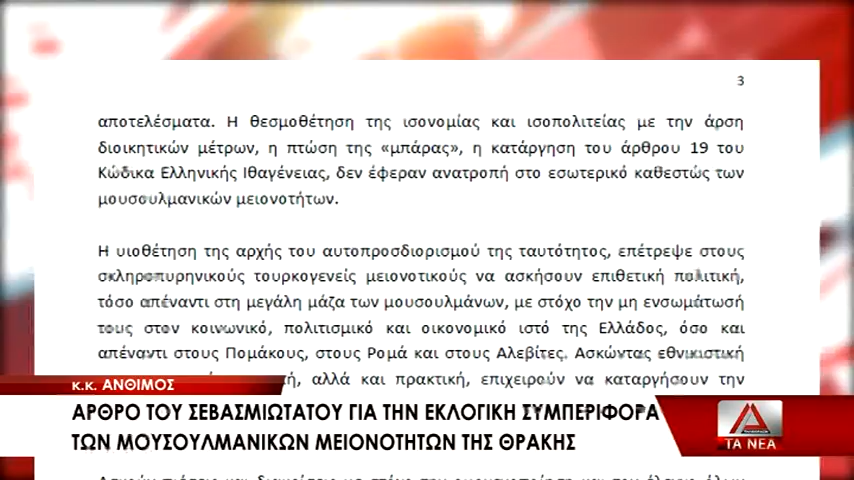 3
αποτελέσματα. Η θεσμοθέτηση της ισονομίας και ισοπολιτείας με την άρση
διοικητικών μέτρων, η πτώση της «μπάρας», η κατάργηση του άρθρου 19 του
Κώδικα Ελληνικής Ιθαγένειας, δεν έφεραν ανατροπή στο εσωτερικό καθεστώς των
μουσουλμανικών μειονοτήτων.
Η υιοθέτηση της αρχής του αυτοπροσδιορισμού της ταυτότητος, επέτρεψε στους
σκληροπυρηνικούς τουρκογενείς μειονοτικούς να ασκήσουν επιθετική πολιτική,
τόσο απέναντι στη μεγάλη μάζα των μουσουλμάνων, με στόχο την μη ενσωμάτωσή
τους στον κοινωνικό, πολιτισμικό και οικονομικό ιστό της Ελλάδος, όσο και
απέναντι στους Πομάκους, στους Ρομά και στους Αλεβίτες. Ασκώντας εθνικιστική
αλλά και πρακτική, επιχειρούν να καταργήσουν την
Κ.Κ. ΑΝΘΙΜΟΣ
ΑΡΘΡΟ ΤΟΥ ΣΕΒΑΣΜΙΩΤΑΤΟΥ ΓΙΑ ΤΗΝ ΕΚΛΟΓΙΚΗ ΣΥΜΠΕΡΙΦΟΡΑ
ΤΩΝ ΜΟΥΣΟΥΛΜΑΝΙΚΩΝ ΜΕΙΟΝΟΤΗΤΩΝ ΤΗΣ ΘΡΑΚΗΣ
ΤΑ ΝΕΑ